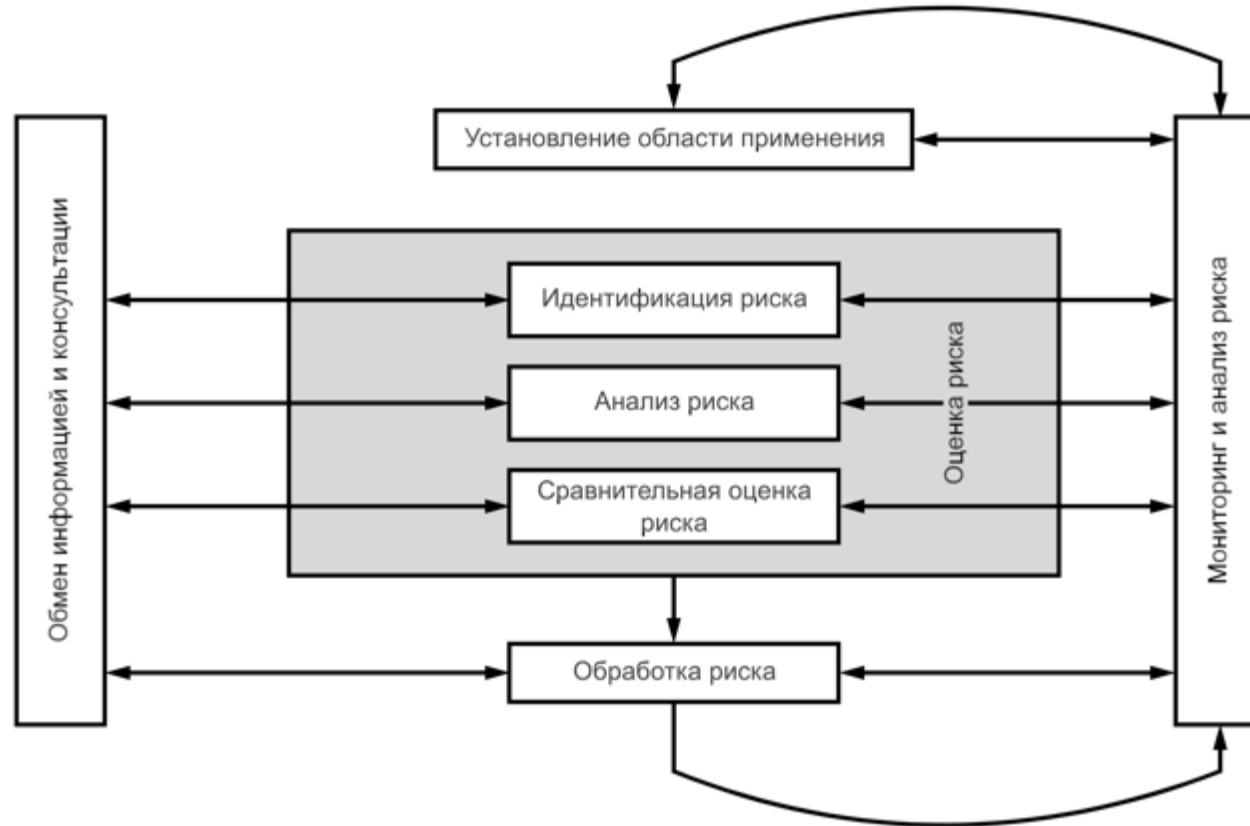 Установление области применения
Обмен информацией и консультации
Идентификация риска
Анализ риска
Сравнительная оценка
риска
Оценка риска
Мониторинг и анализ риска
Обработка риска